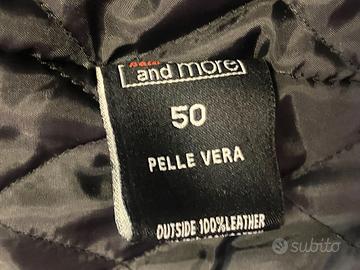 and more
50
PELLE VERA
OUTSIDE 100%LEATHER
subito